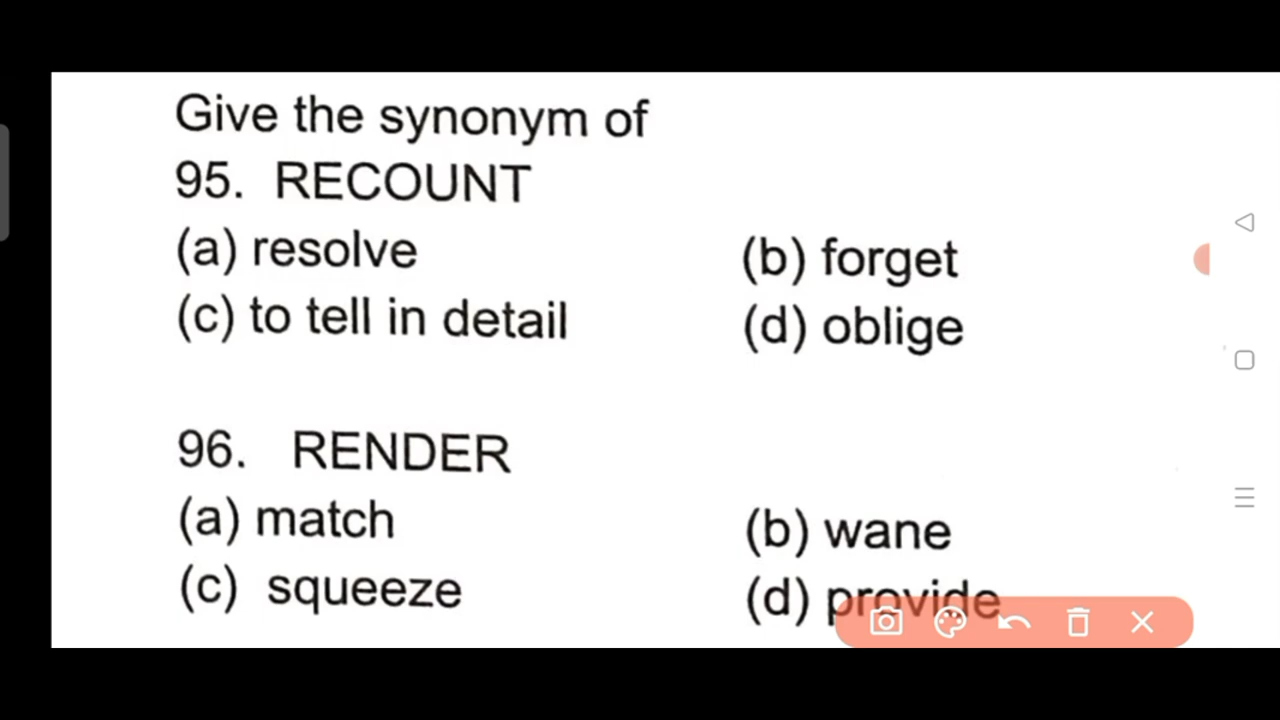 Give the synonym of
95. RECOUNT
(a) resolve (b) forget
(c) to tell in detail (d) oblige
96. RENDER
(a) match (b) wane
(c) squeeze (d) provide